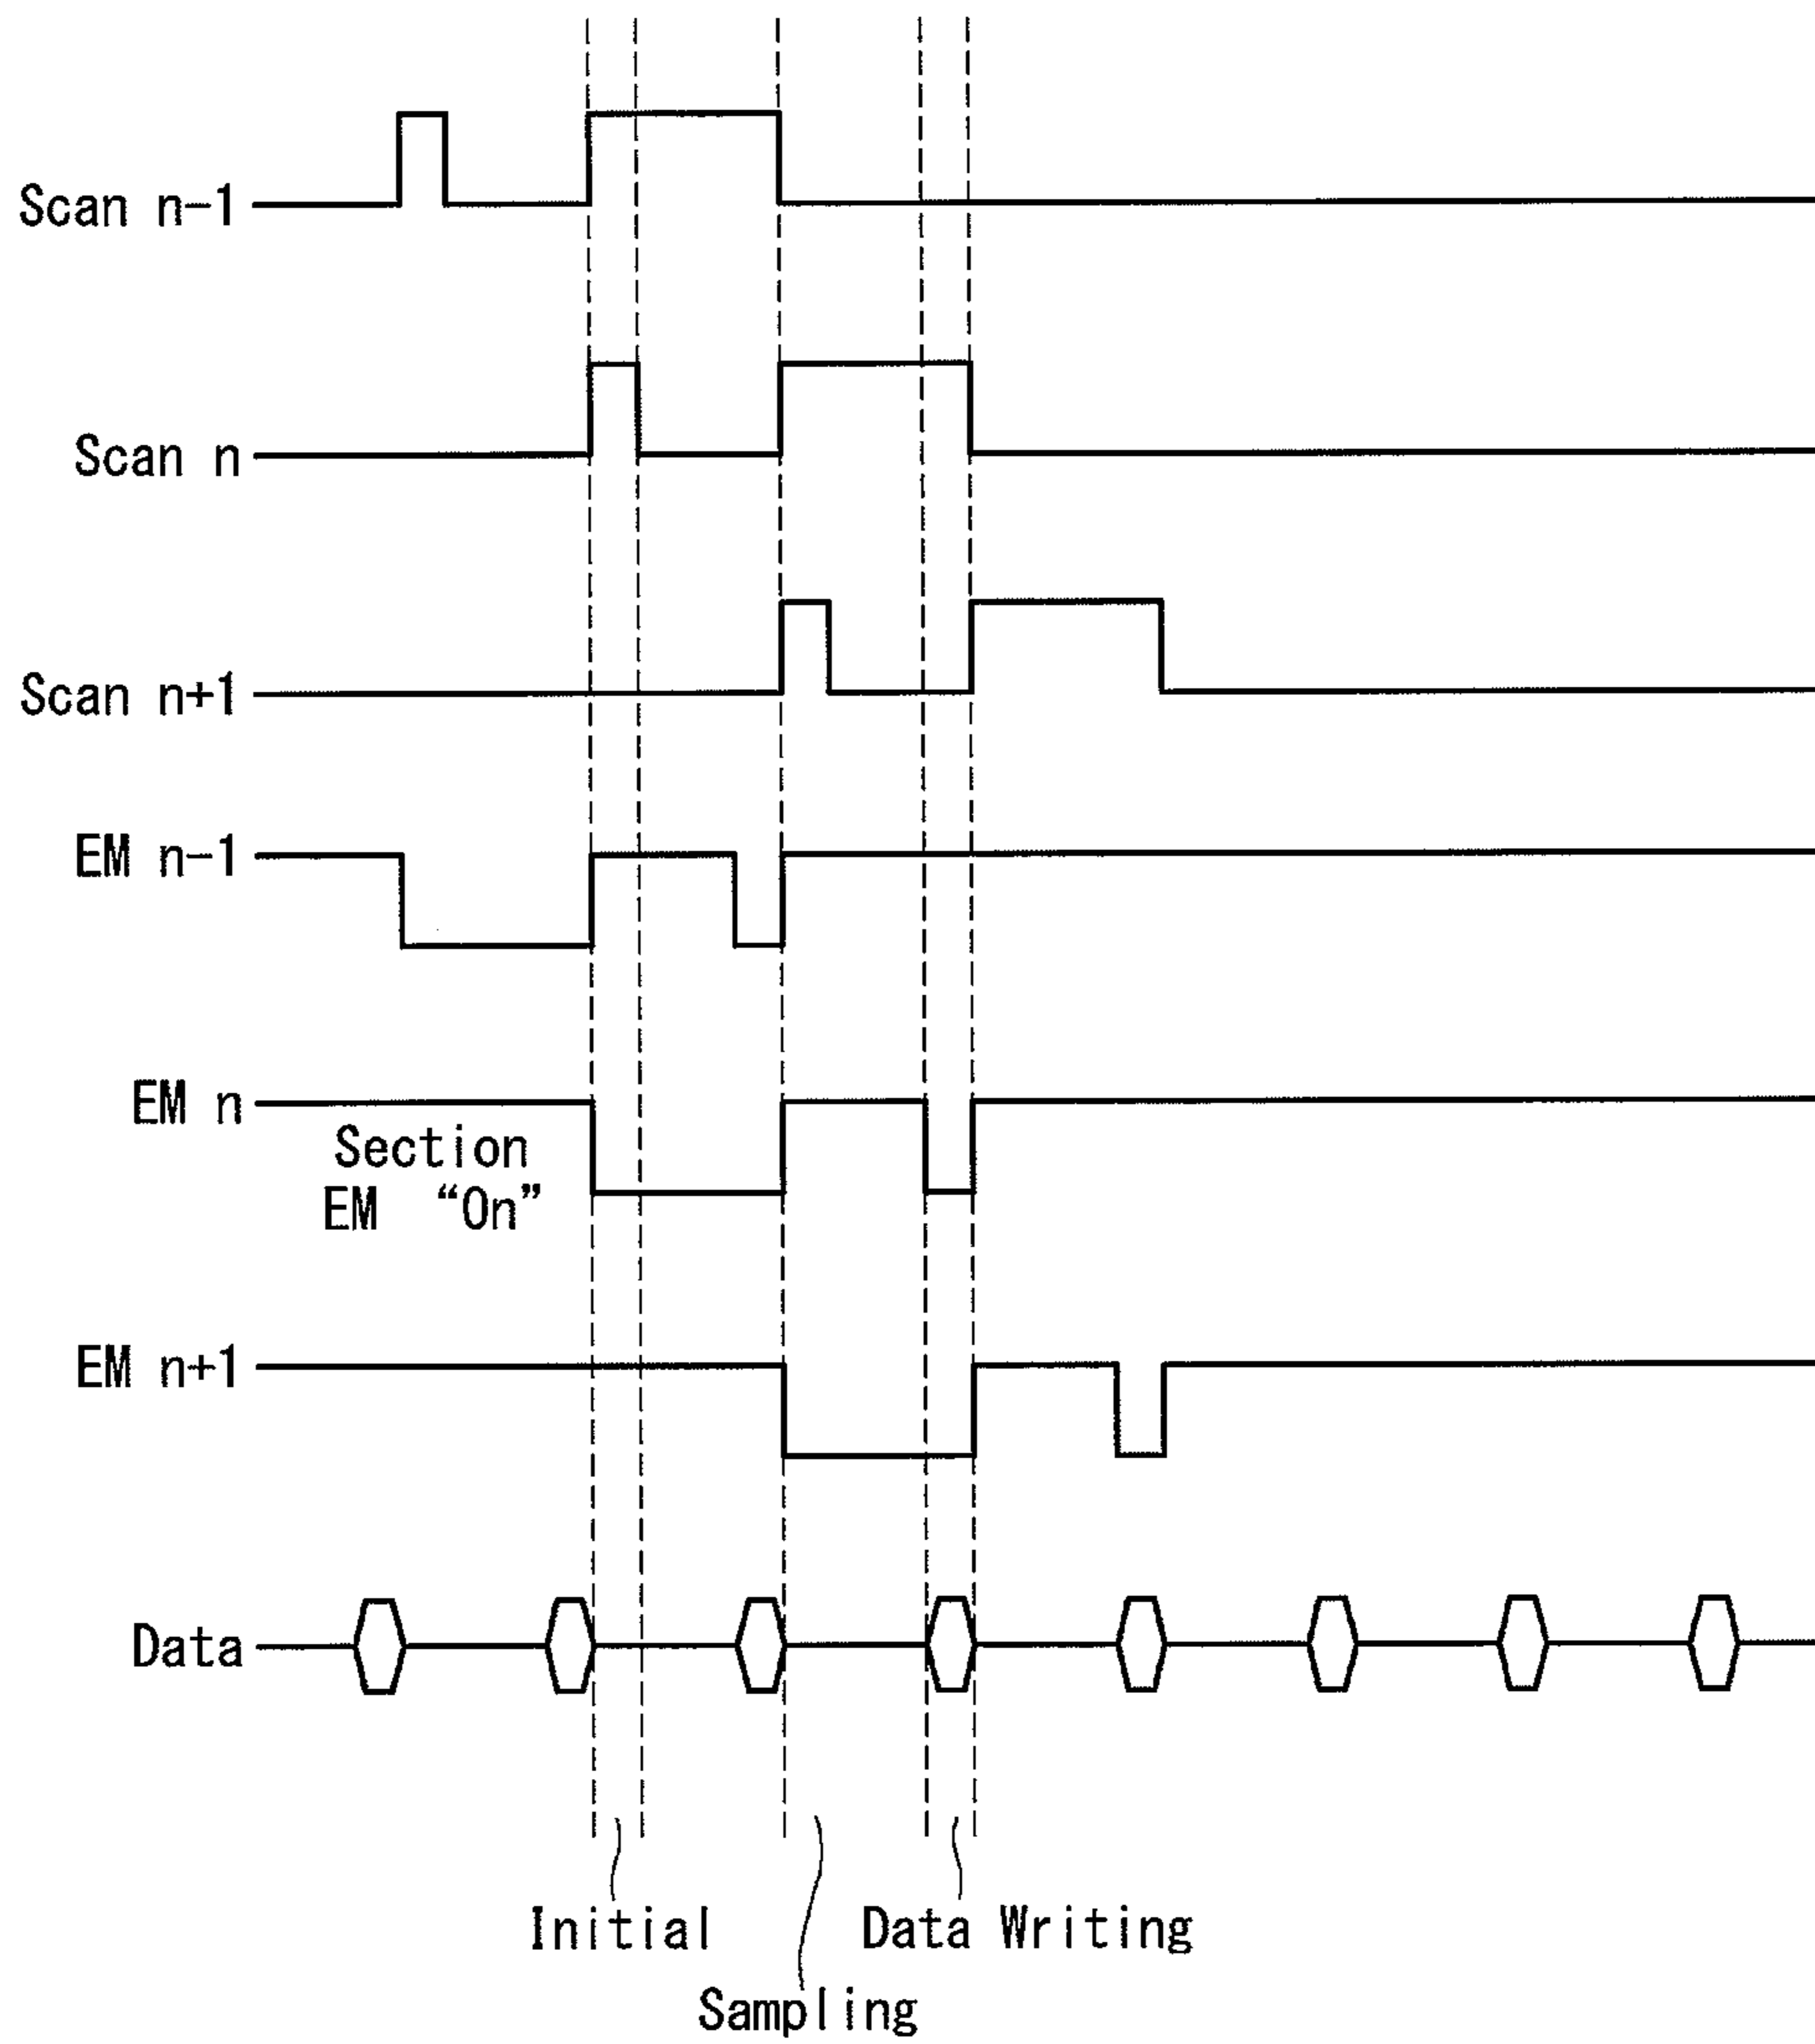 Scan n-1
Scan n
Scan n+1
EM n-1
EM n
Section
EM “On”
EM n+1
Data
Initial
Data Writing
Sampling